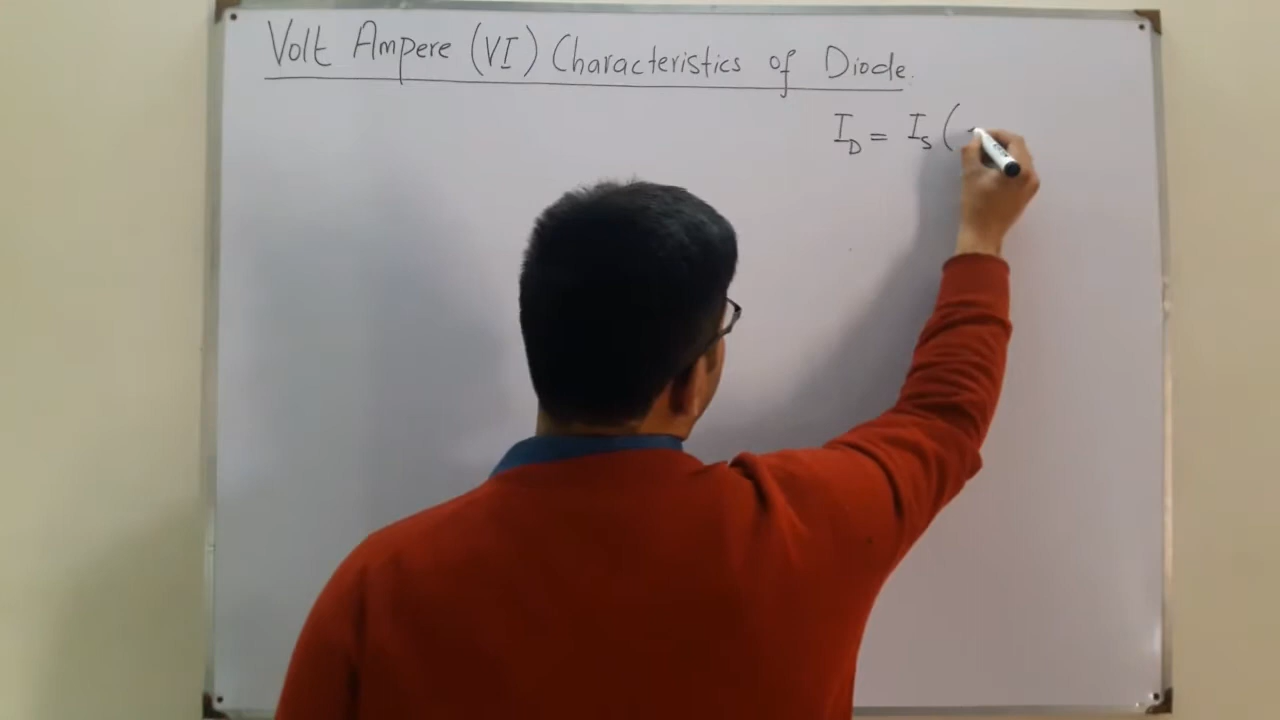 Volt Ampere (VI) Characteristics of Diode.
I_D = I_S (